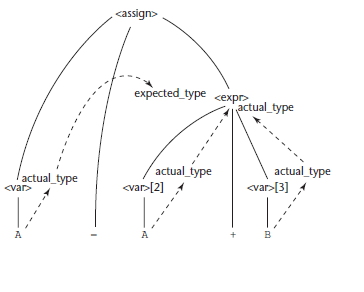 <assign>
expected_type <expr>
actual_type
actual_type actual_type actual_type
<var> <var>[2] <var>[3]
A = A + B